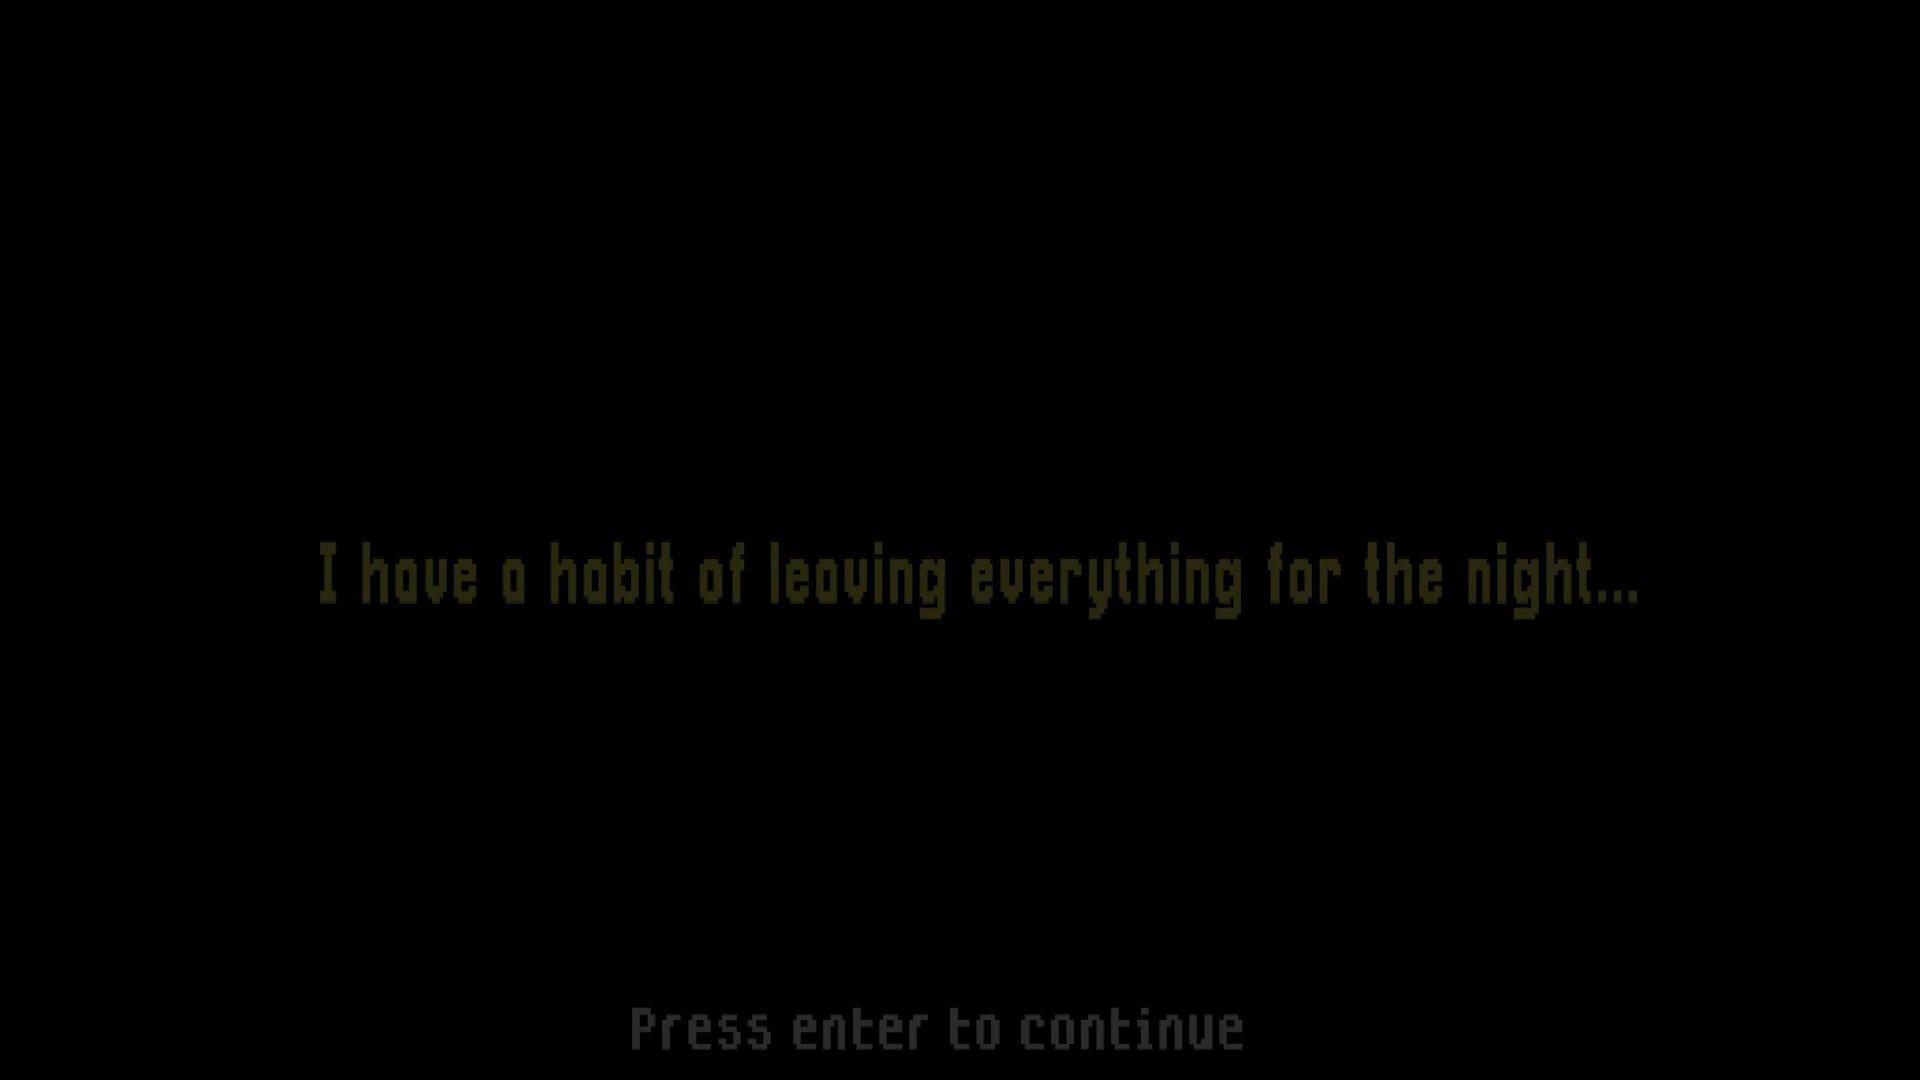 I have a habit of leaving everything for the night...
Press enter to continue